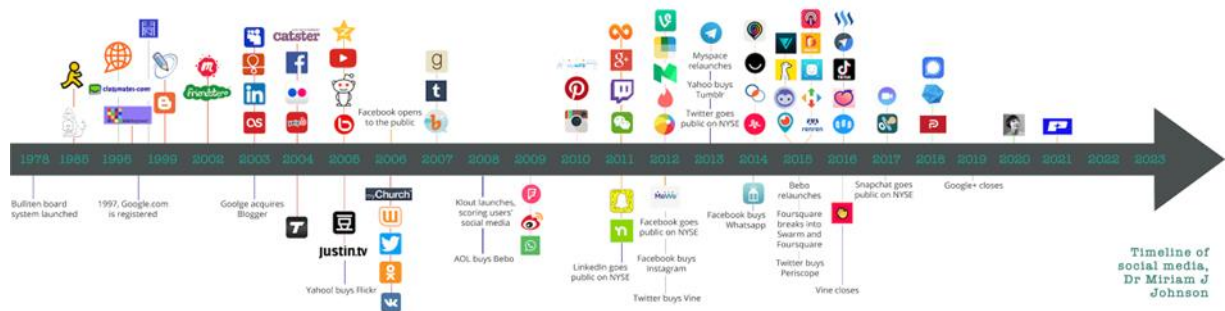 catster
classmates.com
friendster
Facebook opens
to the public
Myspace
relaunches
Yahoo buys
Tumblr
Twitter goes
public on NYSE
renren
1978 1985 1995 1999 2002 2003 2004 2005 2006 2007 2008 2009 2010 2011 2012 2013 2014 2015 2016 2017 2018 2019 2020 2021 2022 2023
Bulliten board
system launched
1997, Google.com
is registered
Goolge acquires
Blogger
Justin.tv
Yahoo! buys Flickr
myChurch
Klout launches,
scoring users'
social media
AOL buys Bebo
LinkedIn goes
public on NYSE
MeWe
Facebook goes
public on NYSE
Facebook buys
Instagram
Twitter buys Vine
Facebook buys
Whatsapp
Bebo
relaunches
Foursquare
breaks into
Swarm and
Foursquare
Twitter buys
Periscope
Vine closes
Snapchat goes
public on NYSE
Google+ closes
Timeline of
social media,
Dr Miriam J
Johnson